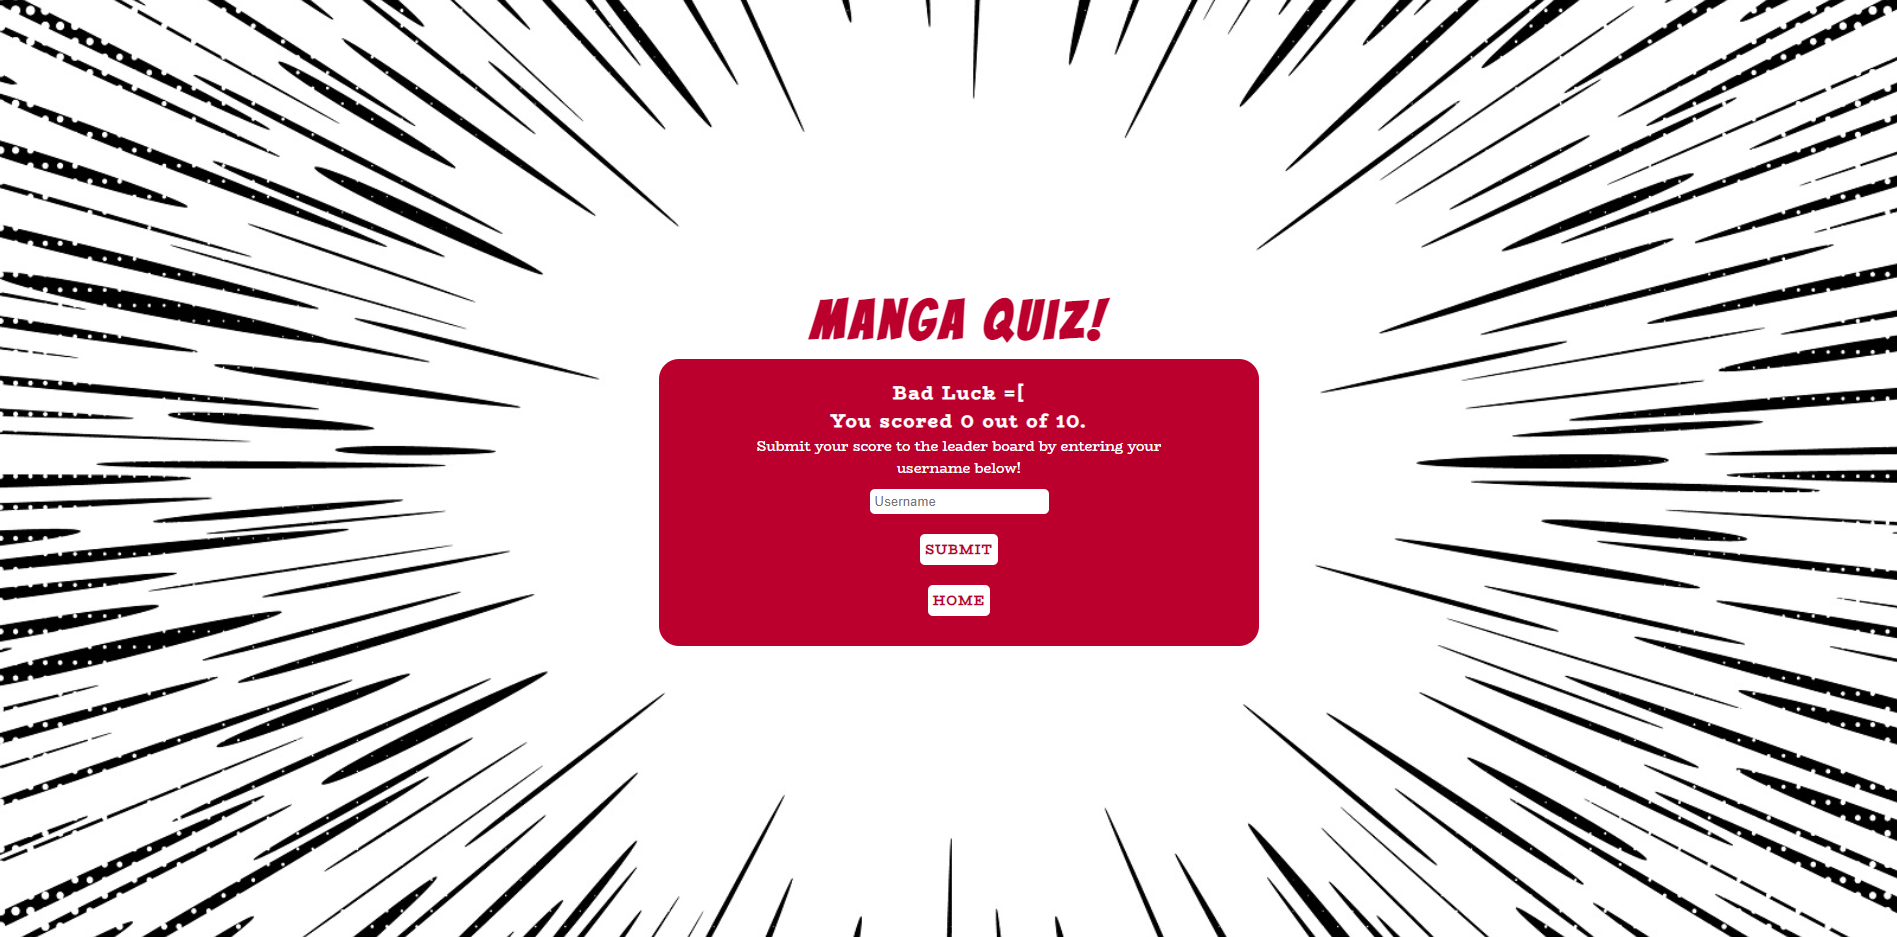 MANGA QUIZ!
Bad Luck =[
You scored 0 out of 10.
Submit your score to the leader board by entering your
username below!
Username
SUBMIT
HOME